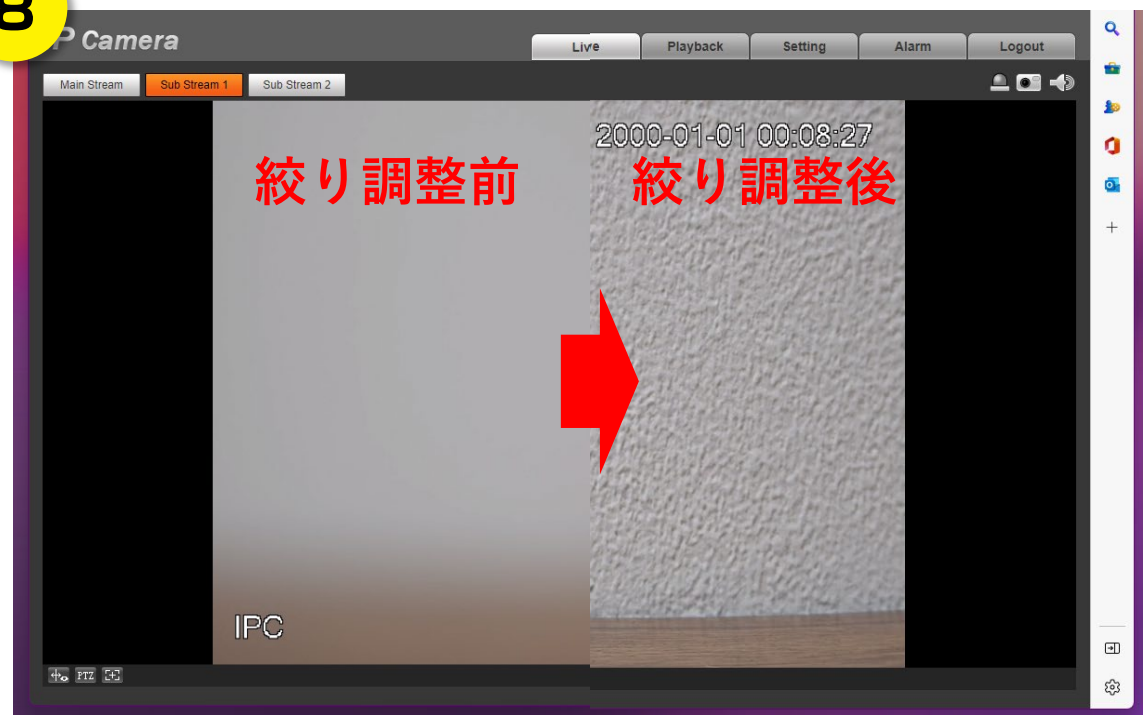 8
IP Camera
Live
Playback
Setting
Alarm
Logout
Main Stream
Sub Stream 1
Sub Stream 2
2000-01-01 00:08:27
絞り調整前
絞り調整後
IPC
PTZ